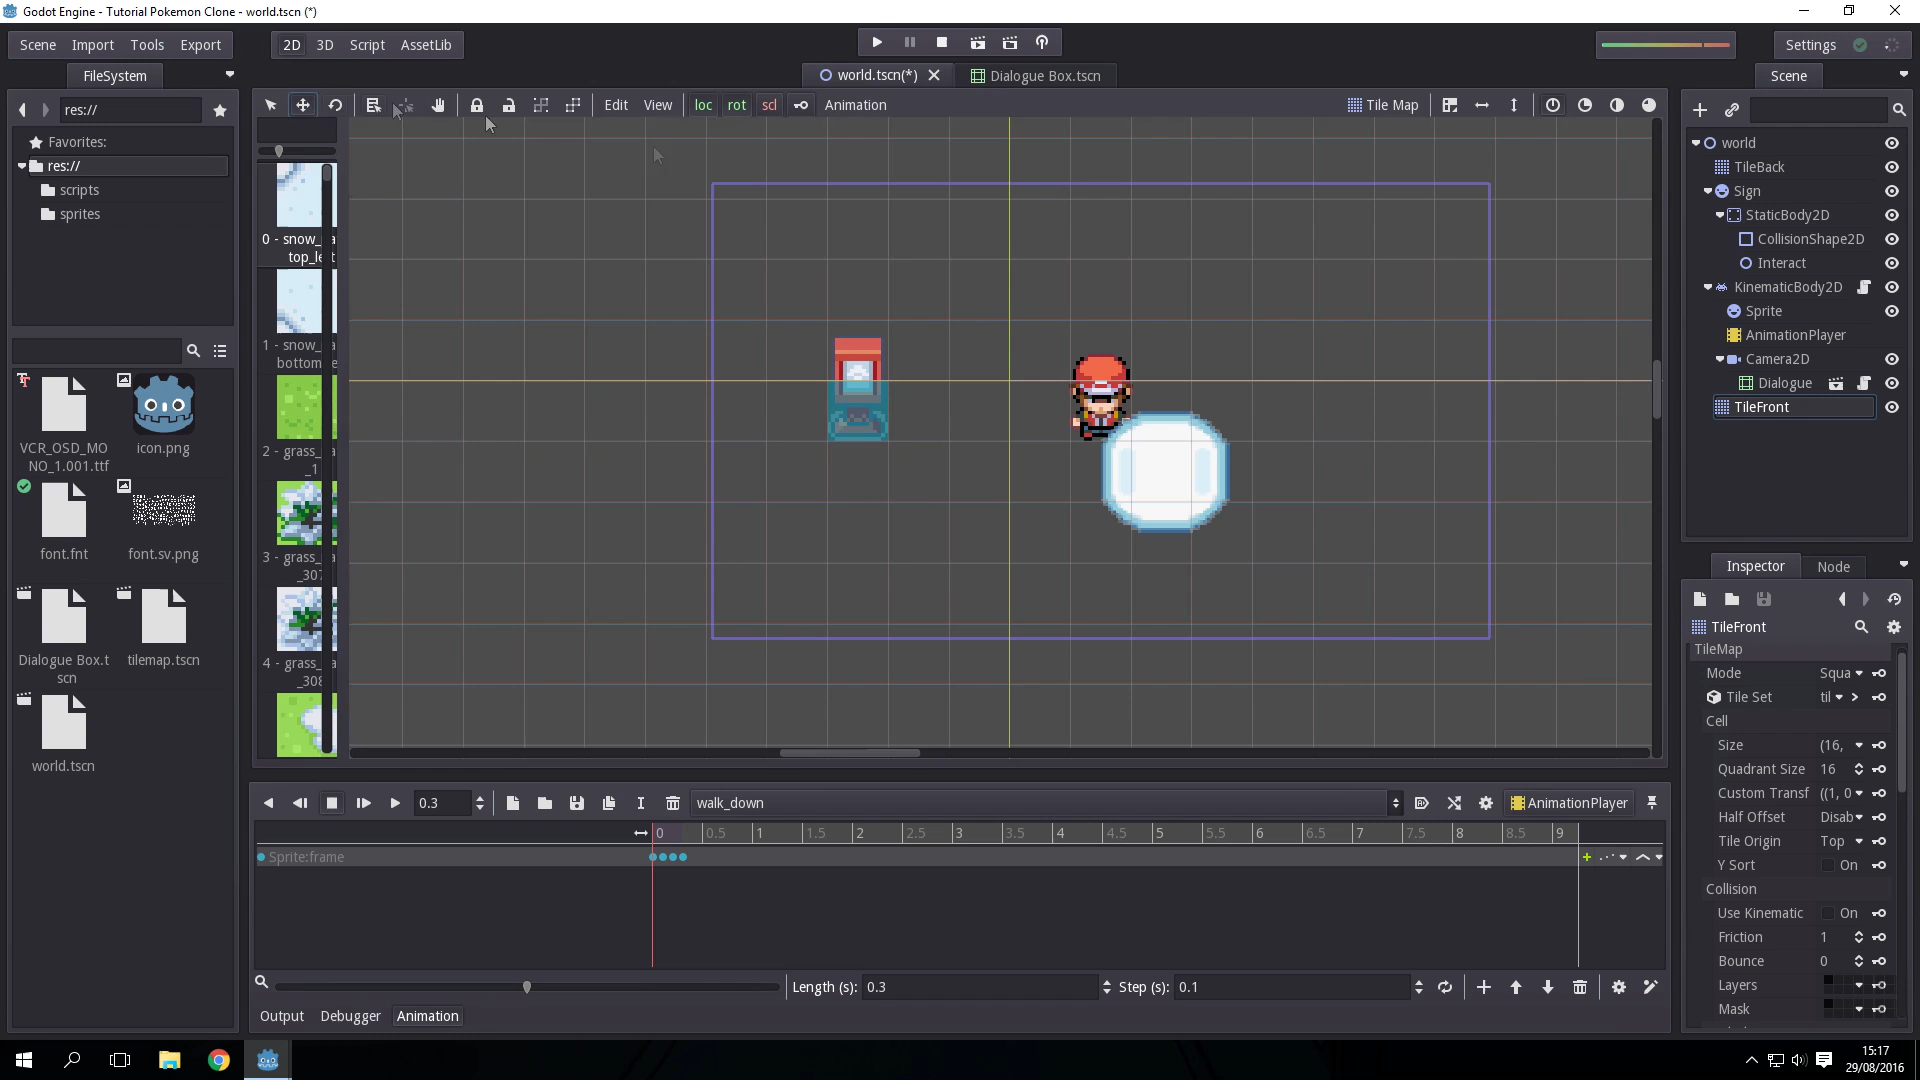 Godot Engine - Tutorial Pokemon Clone - world.tscn (*)
Scene Import Tools Export
2D 3D Script AssetLib
Settings
FileSystem
world.tscn(*)
Dialogue Box.tscn
Scene
res://
Edit View loc rot scl Animation
Tile Map
Favorites:
res://
scripts
sprites
0 - snow_
top_le
1 - snow_
bottom
2 - grass_
_1
3 - grass_
_307
4 - grass_
_308
VCR_OSD_MO
NO_1.001.ttf
icon.png
font.fnt
font.sv.png
Dialogue Box.t
scn
tilemap.tscn
world.tscn
world
TileBack
Sign
StaticBody2D
CollisionShape2D
Interact
KinematicBody2D
Sprite
AnimationPlayer
Camera2D
Dialogue
TileFront
Inspector Node
TileFront
TileMap
Mode Squa
Tile Set til
Cell
Size (16,
Quadrant Size 16
Custom Transf ((1, 0
Half Offset Disab
Tile Origin Top
Y Sort On
Collision
Use Kinematic On
Friction 1
Bounce 0
Layers
Mask
0.3
walk_down
AnimationPlayer
0 0.5 1 1.5 2 2.5 3 3.5 4 4.5 5 5.5 6 6.5 7 7.5 8 8.5 9
Sprite:frame
Length (s): 0.3
Step (s): 0.1
Output Debugger Animation
15:17
29/08/2016